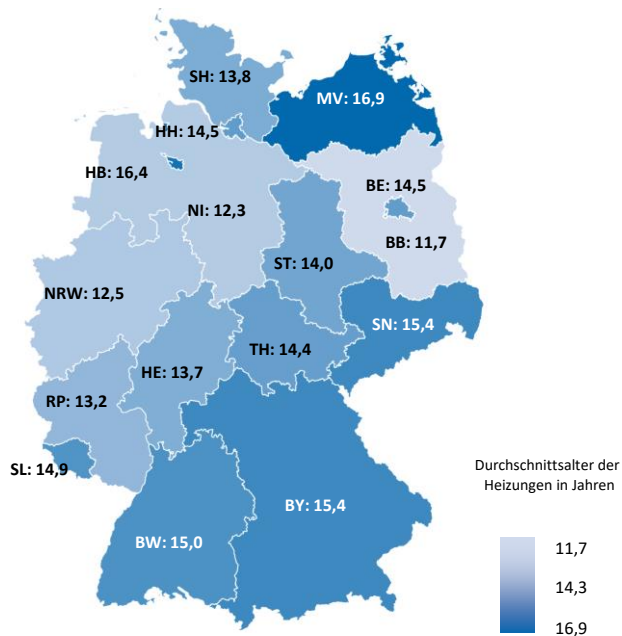 SH: 13,8
MV: 16,9
HH: 14,5
HB: 16,4
BE: 14,5
NI: 12,3
BB: 11,7
ST: 14,0
NRW: 12,5
SN: 15,4
TH: 14,4
HE: 13,7
RP: 13,2
SL: 14,9
BY: 15,4
BW: 15,0
Durchschnittsalter der
Heizungen in Jahren
11,7
14,3
16,9